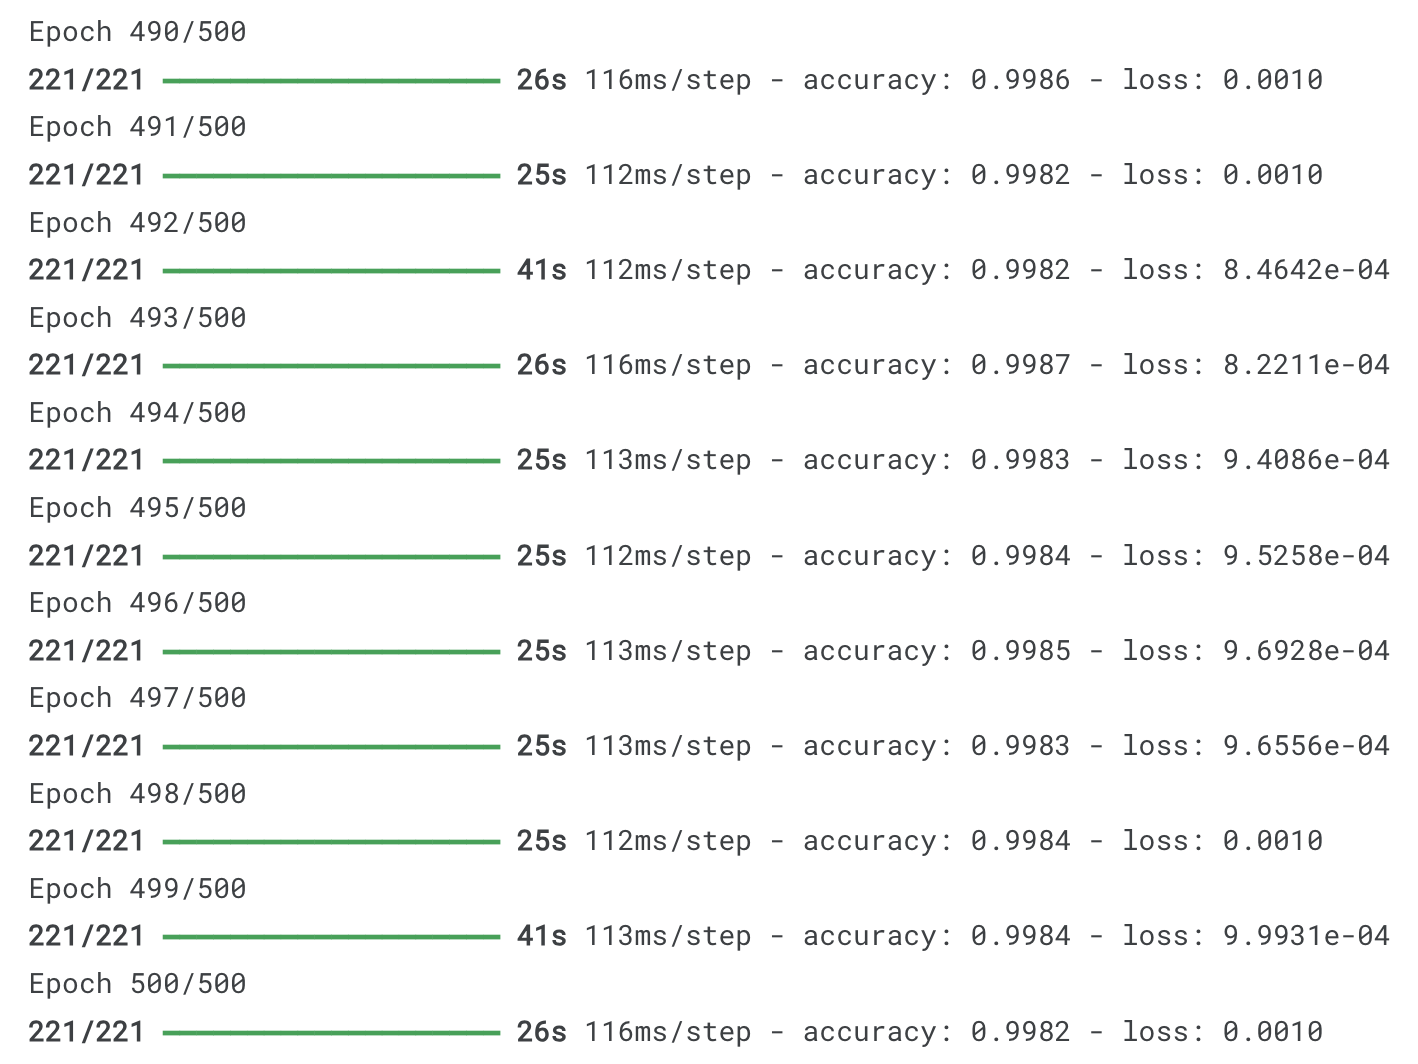 Epoch 490/500
221/221 ━━━━━━━━━━━━━━━━━━━━ 26s 116ms/step - accuracy: 0.9986 - loss: 0.0010
Epoch 491/500
221/221 ━━━━━━━━━━━━━━━━━━━━ 25s 112ms/step - accuracy: 0.9982 - loss: 0.0010
Epoch 492/500
221/221 ━━━━━━━━━━━━━━━━━━━━ 41s 112ms/step - accuracy: 0.9982 - loss: 8.4642e-04
Epoch 493/500
221/221 ━━━━━━━━━━━━━━━━━━━━ 26s 116ms/step - accuracy: 0.9987 - loss: 8.2211e-04
Epoch 494/500
221/221 ━━━━━━━━━━━━━━━━━━━━ 25s 113ms/step - accuracy: 0.9983 - loss: 9.4086e-04
Epoch 495/500
221/221 ━━━━━━━━━━━━━━━━━━━━ 25s 112ms/step - accuracy: 0.9984 - loss: 9.5258e-04
Epoch 496/500
221/221 ━━━━━━━━━━━━━━━━━━━━ 25s 113ms/step - accuracy: 0.9985 - loss: 9.6928e-04
Epoch 497/500
221/221 ━━━━━━━━━━━━━━━━━━━━ 25s 113ms/step - accuracy: 0.9983 - loss: 9.6556e-04
Epoch 498/500
221/221 ━━━━━━━━━━━━━━━━━━━━ 25s 112ms/step - accuracy: 0.9984 - loss: 0.0010
Epoch 499/500
221/221 ━━━━━━━━━━━━━━━━━━━━ 41s 113ms/step - accuracy: 0.9984 - loss: 9.9931e-04
Epoch 500/500
221/221 ━━━━━━━━━━━━━━━━━━━━ 26s 116ms/step - accuracy: 0.9982 - loss: 0.0010